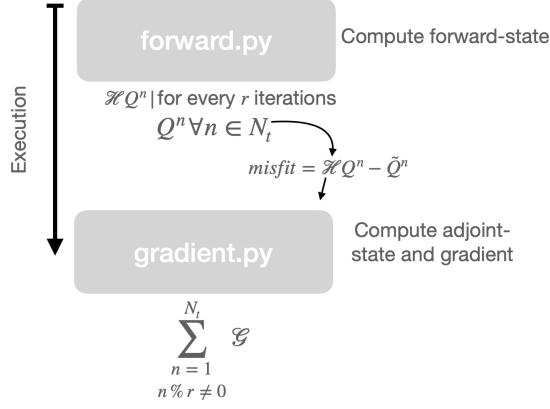 forward.py
Compute forward-state
Execution
ℋQⁿ | for every r iterations
Qⁿ ∀n ∈ Nₜ
misfit = ℋQⁿ − Q̃ⁿ
gradient.py
Compute adjoint-
state and gradient
Nₜ
∑ 𝒢
n = 1
n % r ≠ 0